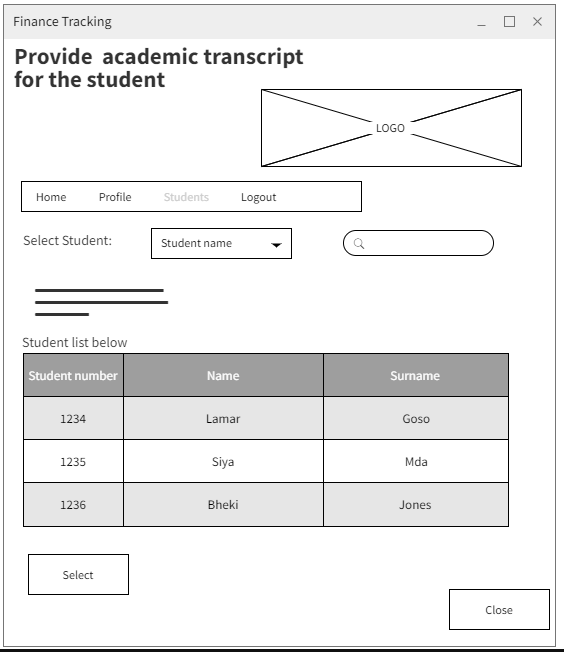 Finance Tracking
Provide academic transcript
for the student
LOGO
Home Profile Students Logout
Select Student: Student name
Student list below
Student number Name Surname
1234 Lamar Goso
1235 Siya Mda
1236 Bheki Jones
Select
Close